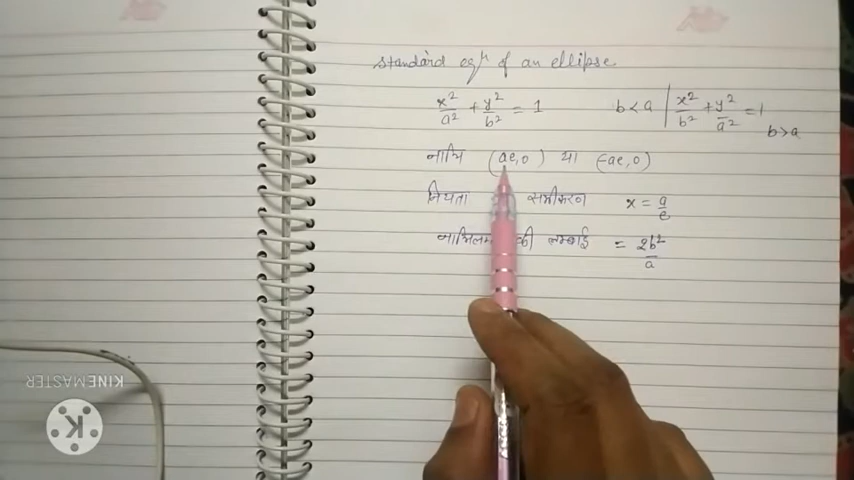 standard eqn of an ellipse
x²/a² + y²/b² = 1 b < a | x²/b² + y²/a² = 1
b > a
नाभि (ae, 0) या (-ae, 0)
नियता समीकरण x = a/e
की लम्बाई = 2b²/a
KINEMASTER